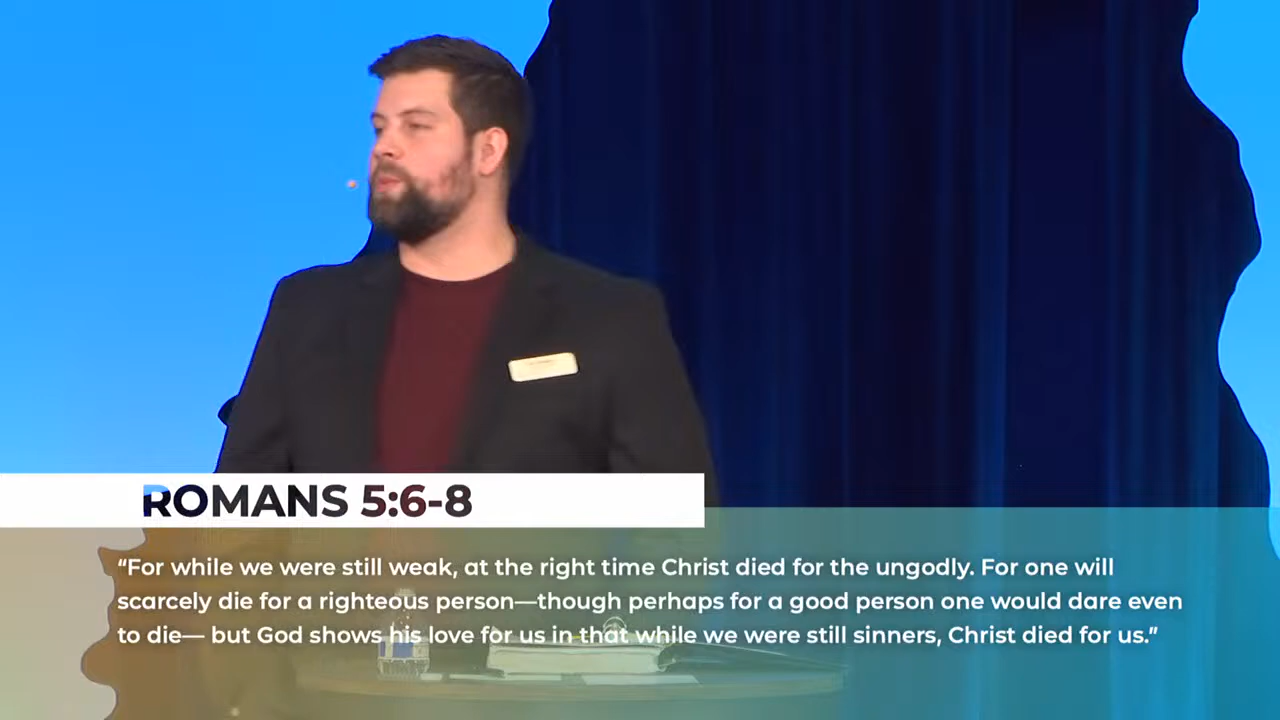 ROMANS 5:6-8
“For while we were still weak, at the right time Christ died for the ungodly. For one will
scarcely die for a righteous person—though perhaps for a good person one would dare even
to die— but God shows his love for us in that while we were still sinners, Christ died for us.”